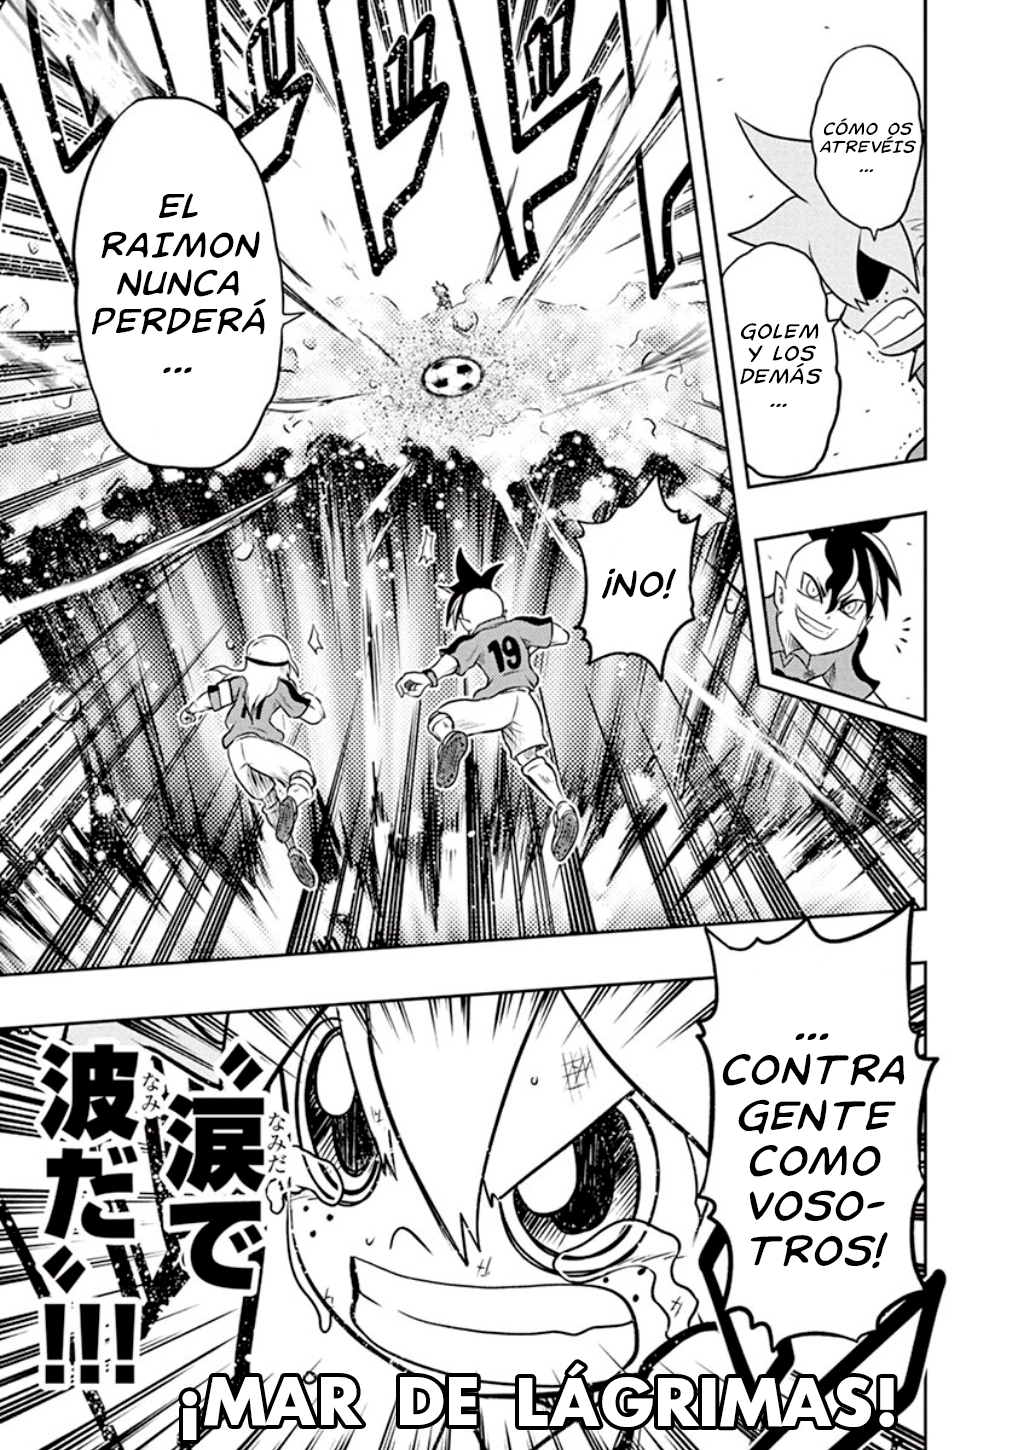 CÓMO OS
ATREVÉIS
...
GOLEM
Y LOS
DEMÁS
...
EL
RAIMON
NUNCA
PERDERÁ
...
¡NO!
19
...
CONTRA
GENTE
COMO
VOSO-
TROS!
“涙で
なみだ
波だ”!!!
なみ
¡MAR DE LÁGRIMAS!